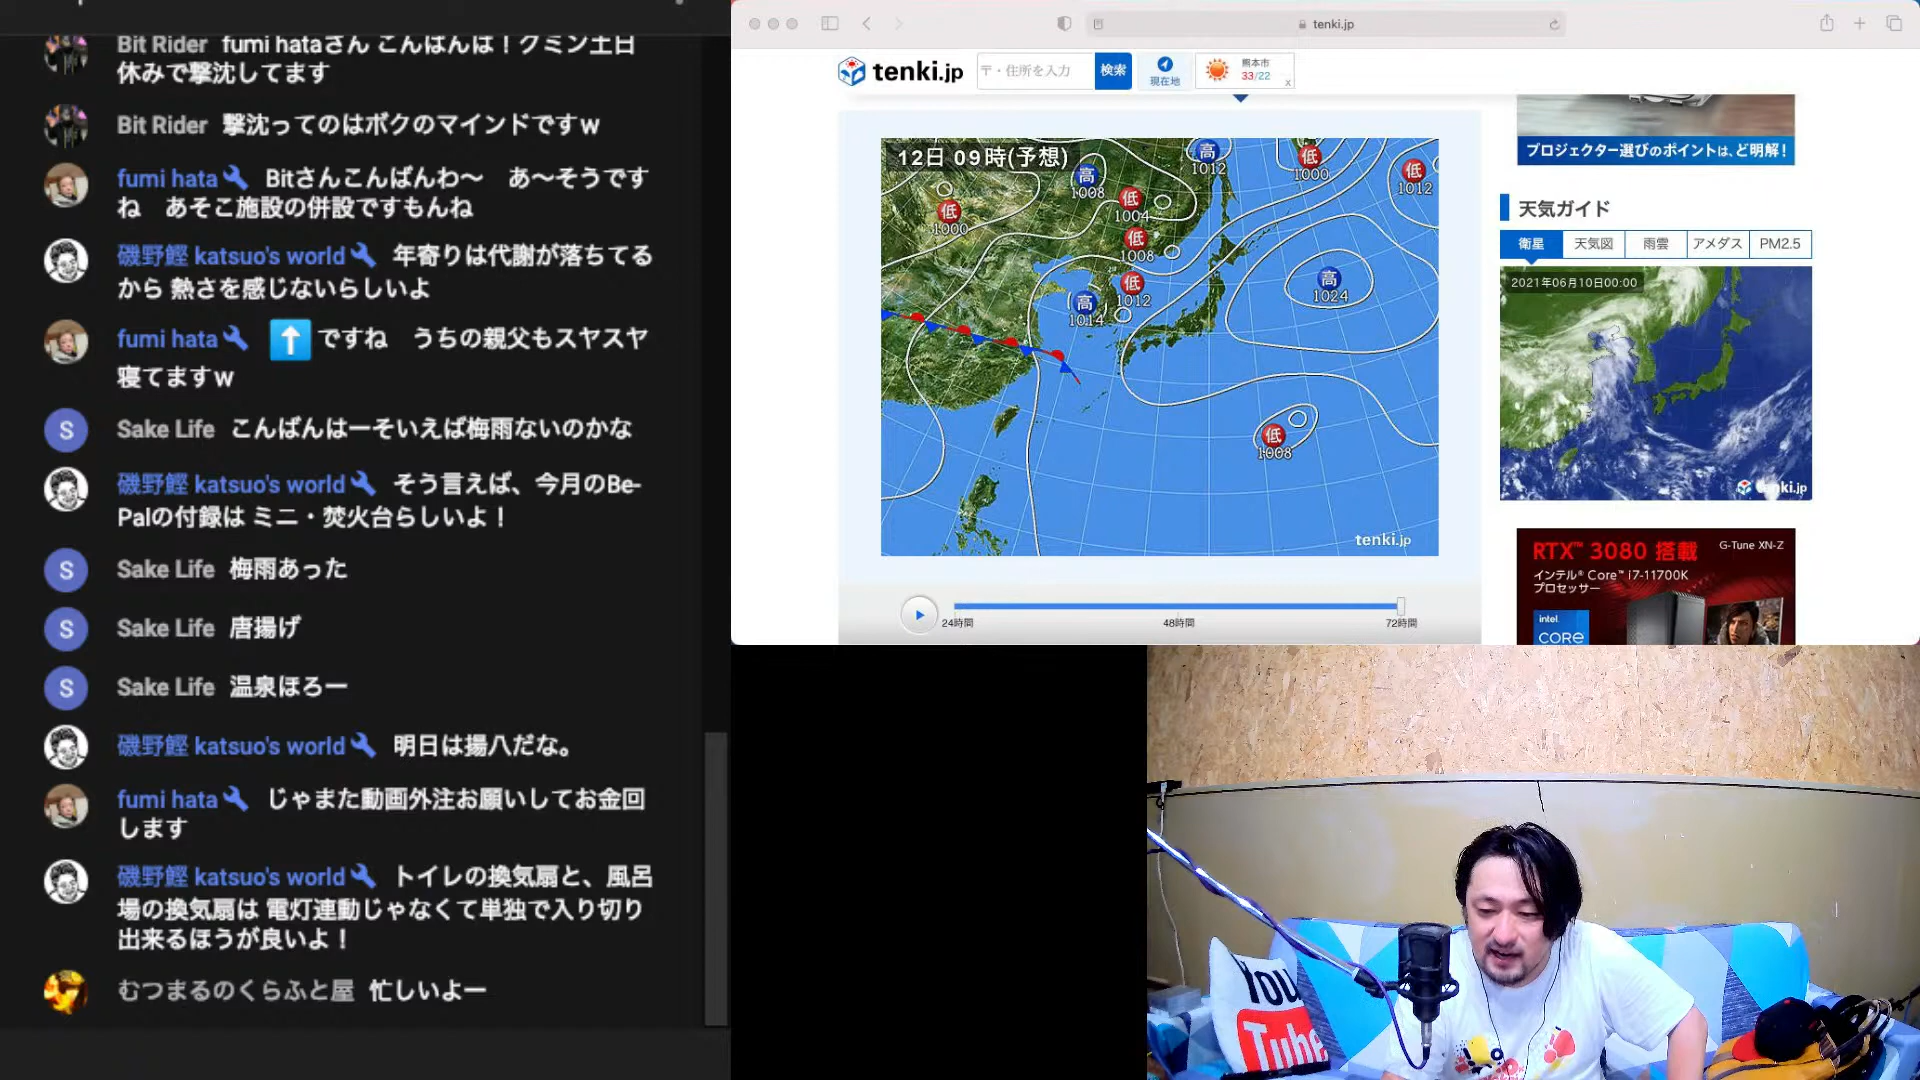 Bit Rider fumi hataさん こんばんは！クミン土日
休みで撃沈してます
Bit Rider 撃沈ってのはボクのマインドですｗ
fumi hata Bitさんこんばんわ〜　あ〜そうです
ね　あそこ施設の併設ですもんね
磯野鰹 katsuo's world 年寄りは代謝が落ちてる
から 熱さを感じないらしいよ
fumi hata ですね　うちの親父もスヤスヤ
寝てますｗ
Sake Life こんばんはーそいえば梅雨ないのかな
磯野鰹 katsuo's world そう言えば、今月のBe-
Palの付録は ミニ・焚火台らしいよ！
Sake Life 梅雨あった
Sake Life 唐揚げ
Sake Life 温泉ほろー
磯野鰹 katsuo's world 明日は揚八だな。
fumi hata じゃまた動画外注お願いしてお金回
します
磯野鰹 katsuo's world トイレの換気扇と、風呂
場の換気扇は 電灯連動じゃなくて単独で入り切り
出来るほうが良いよ！
むつまるのくらふと屋 忙しいよー
S
S
S
S
tenki.jp
tenki.jp
〒・住所を入力
検索
現在地
熊本市
33/22
x
12日 09時(予想)
高
1008
高
1012
低
1000
低
1012
低
1000
低
1004
低
1008
低
1012
高
1014
高
1024
低
1008
tenki.jp
24時間
48時間
72時間
プロジェクター選びのポイントは、ど明解！
天気ガイド
衛星
天気図
雨雲
アメダス
PM2.5
2021年06月10日00:00
tenki.jp
RTX™ 3080 搭載
G-Tune XN-Z
インテル® Core™ i7-11700K
プロセッサー
intel.
CORE
You
Tube